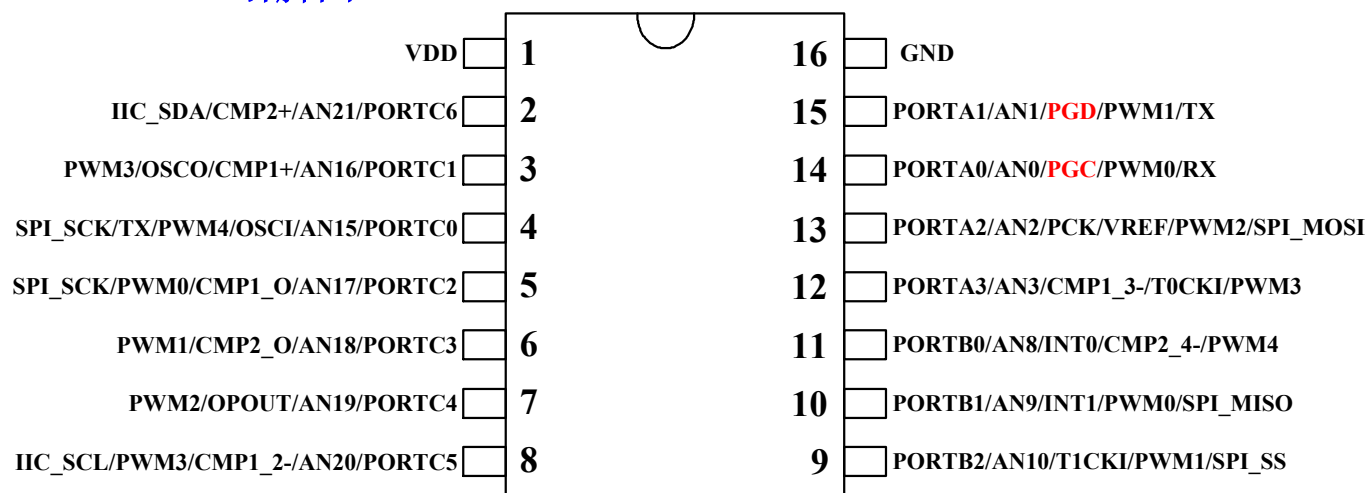 VDD 1 16 GND
IIC_SDA/CMP2+/AN21/PORTC6 2 15 PORTA1/AN1/PGD/PWM1/TX
PWM3/OSCO/CMP1+/AN16/PORTC1 3 14 PORTA0/AN0/PGC/PWM0/RX
SPI_SCK/TX/PWM4/OSCI/AN15/PORTC0 4 13 PORTA2/AN2/PCK/VREF/PWM2/SPI_MOSI
SPI_SCK/PWM0/CMP1_O/AN17/PORTC2 5 12 PORTA3/AN3/CMP1_3-/T0CKI/PWM3
PWM1/CMP2_O/AN18/PORTC3 6 11 PORTB0/AN8/INT0/CMP2_4-/PWM4
PWM2/OPOUT/AN19/PORTC4 7 10 PORTB1/AN9/INT1/PWM0/SPI_MISO
IIC_SCL/PWM3/CMP1_2-/AN20/PORTC5 8 9 PORTB2/AN10/T1CKI/PWM1/SPI_SS